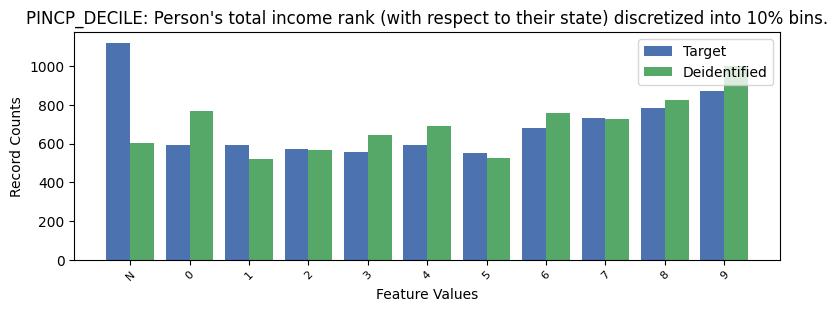 PINCP_DECILE: Person's total income rank (with respect to their state) discretized into 10% bins.
Target
Deidentified
Record Counts
1000
800
600
400
200
0
N 0 1 2 3 4 5 6 7 8 9
Feature Values